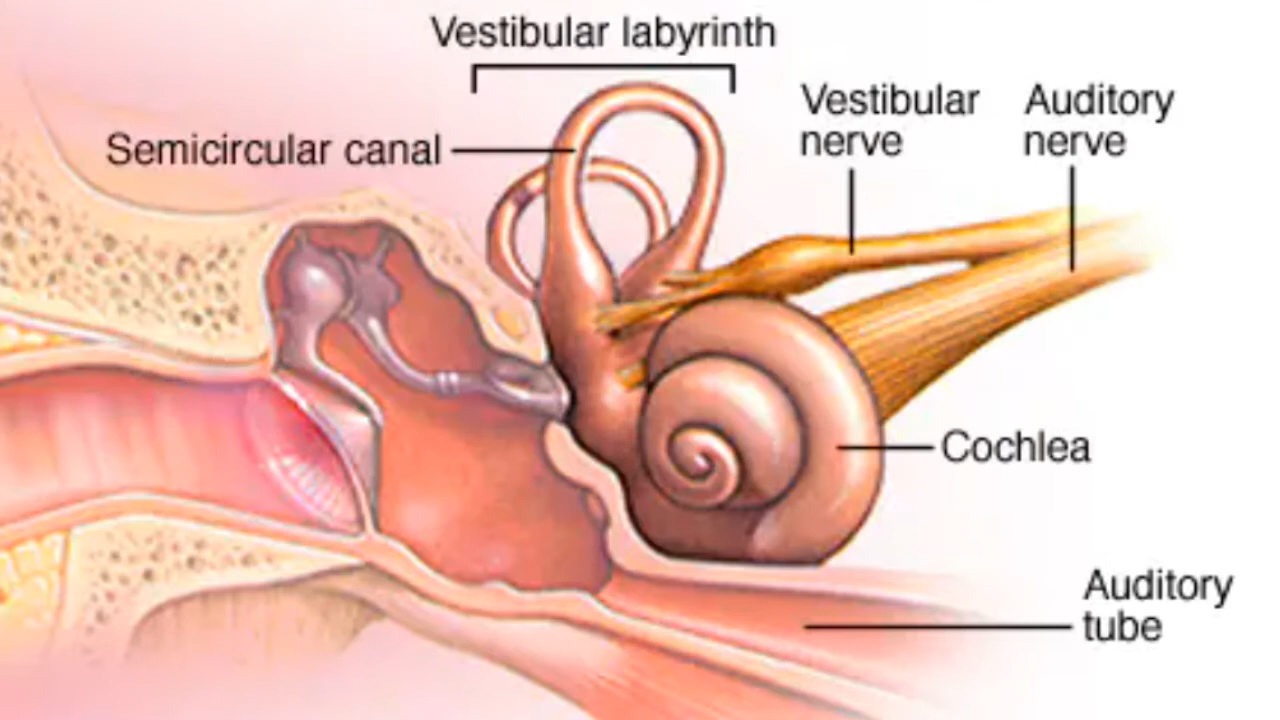 Vestibular labyrinth
Vestibular
nerve
Auditory
nerve
Semicircular canal
Cochlea
Auditory
tube